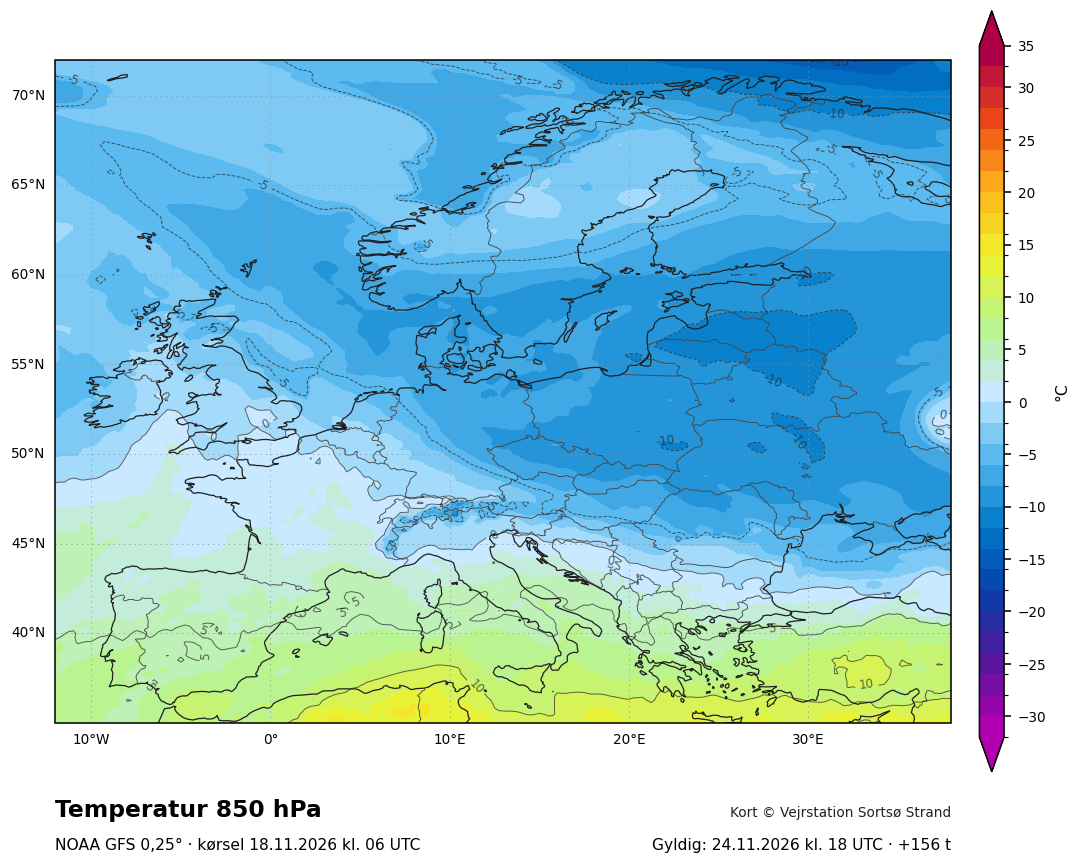 70°N
65°N
60°N
55°N
50°N
45°N
40°N
10°W
0°
10°E
20°E
30°E
35
30
25
20
15
10
5
0
−5
−10
−15
−20
−25
−30
°C
Temperatur 850 hPa
Kort © Vejrstation Sortsø Strand
NOAA GFS 0,25° · kørsel 18.11.2026 kl. 06 UTC
Gyldig: 24.11.2026 kl. 18 UTC · +156 t